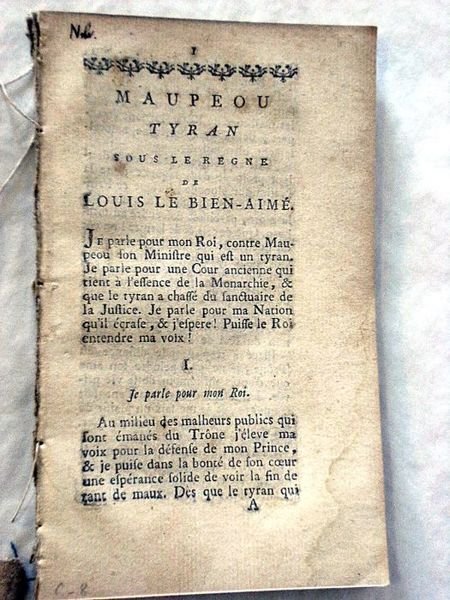 N.b.
1
MAUPEOU
TYRAN
SOUS LE REGNE
DE
LOUIS LE BIEN-AIMÉ.
JE parle pour mon Roi, contre Mau-
peou ſon Miniſtre qui eſt un tyran.
Je parle pour une Cour ancienne qui
tient à l'eſſence de la Monarchie, &
que le tyran a chaſſé du ſanctuaire de
la Juſtice. Je parle pour ma Nation
qu'il écraſe, & j'eſpere! Puiſſe le Roi
entendre ma voix!
I.
Je parle pour mon Roi.
Au milieu des malheurs publics qui
ſont émanés du Trône j'éleve ma
voix pour la défenſe de mon Prince,
& je puiſe dans la bonté de ſon cœur
une eſpérance ſolide de voir la fin de
tant de maux. Dès que le tyran qui
A
C-8